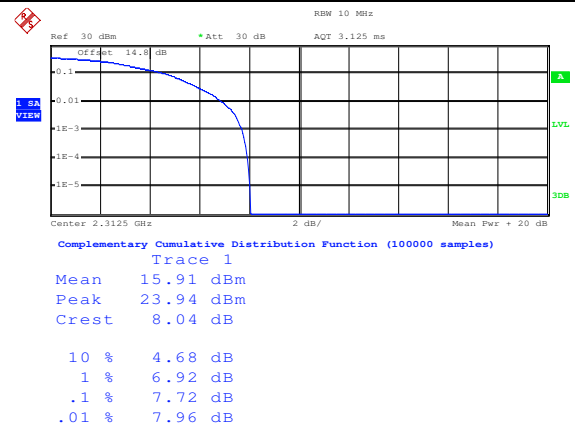 RBW 10 MHz
Ref 30 dBm *Att 30 dB AQT 3.125 ms
Offset 14.8 dB
0.1
A
0.01
1 SA
VIEW
1E-3
LVL
1E-4
1E-5
3DB
Center 2.3125 GHz 2 dB/ Mean Pwr + 20 dB
Complementary Cumulative Distribution Function (100000 samples)
Trace 1
Mean 15.91 dBm
Peak 23.94 dBm
Crest 8.04 dB
10 % 4.68 dB
1 % 6.92 dB
.1 % 7.72 dB
.01 % 7.96 dB